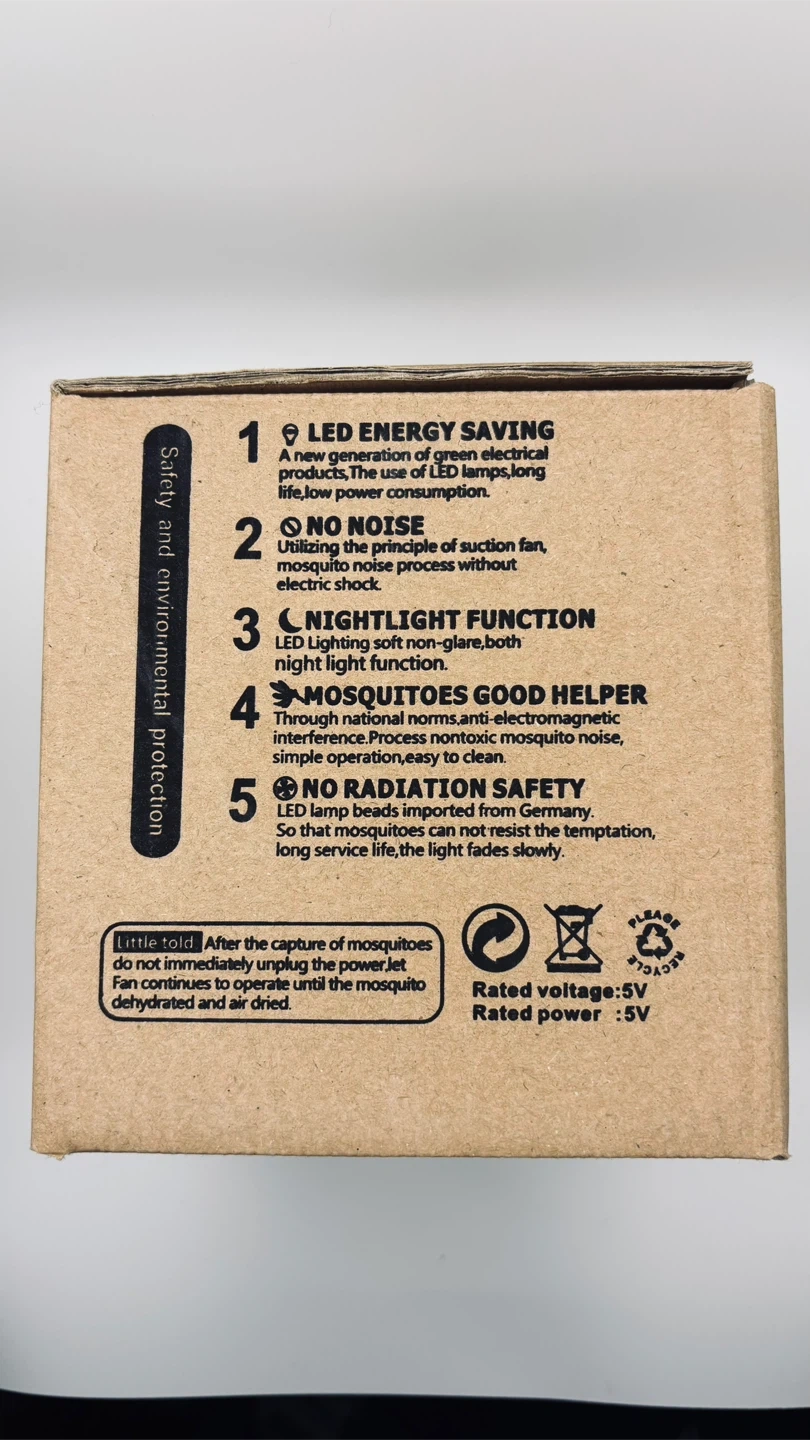 Safety and environmental protection
1 LED ENERGY SAVING
A new generation of green electrical
products,The use of LED lamps,long
life,low power consumption.
2 NO NOISE
Utilizing the principle of suction fan,
mosquito noise process without
electric shock.
3 NIGHTLIGHT FUNCTION
LED Lighting soft non-glare,both
night light function.
4 MOSQUITOES GOOD HELPER
Through national norms,anti-electromagnetic
interference.Process nontoxic mosquito noise,
simple operation,easy to clean.
5 NO RADIATION SAFETY
LED lamp beads imported from Germany.
So that mosquitoes can not resist the temptation,
long service life,the light fades slowly.
Little told After the capture of mosquitoes
do not immediately unplug the power,let
Fan continues to operate until the mosquito
dehydrated and air dried.
PLEASE RECYCLE
Rated voltage:5V
Rated power :5V